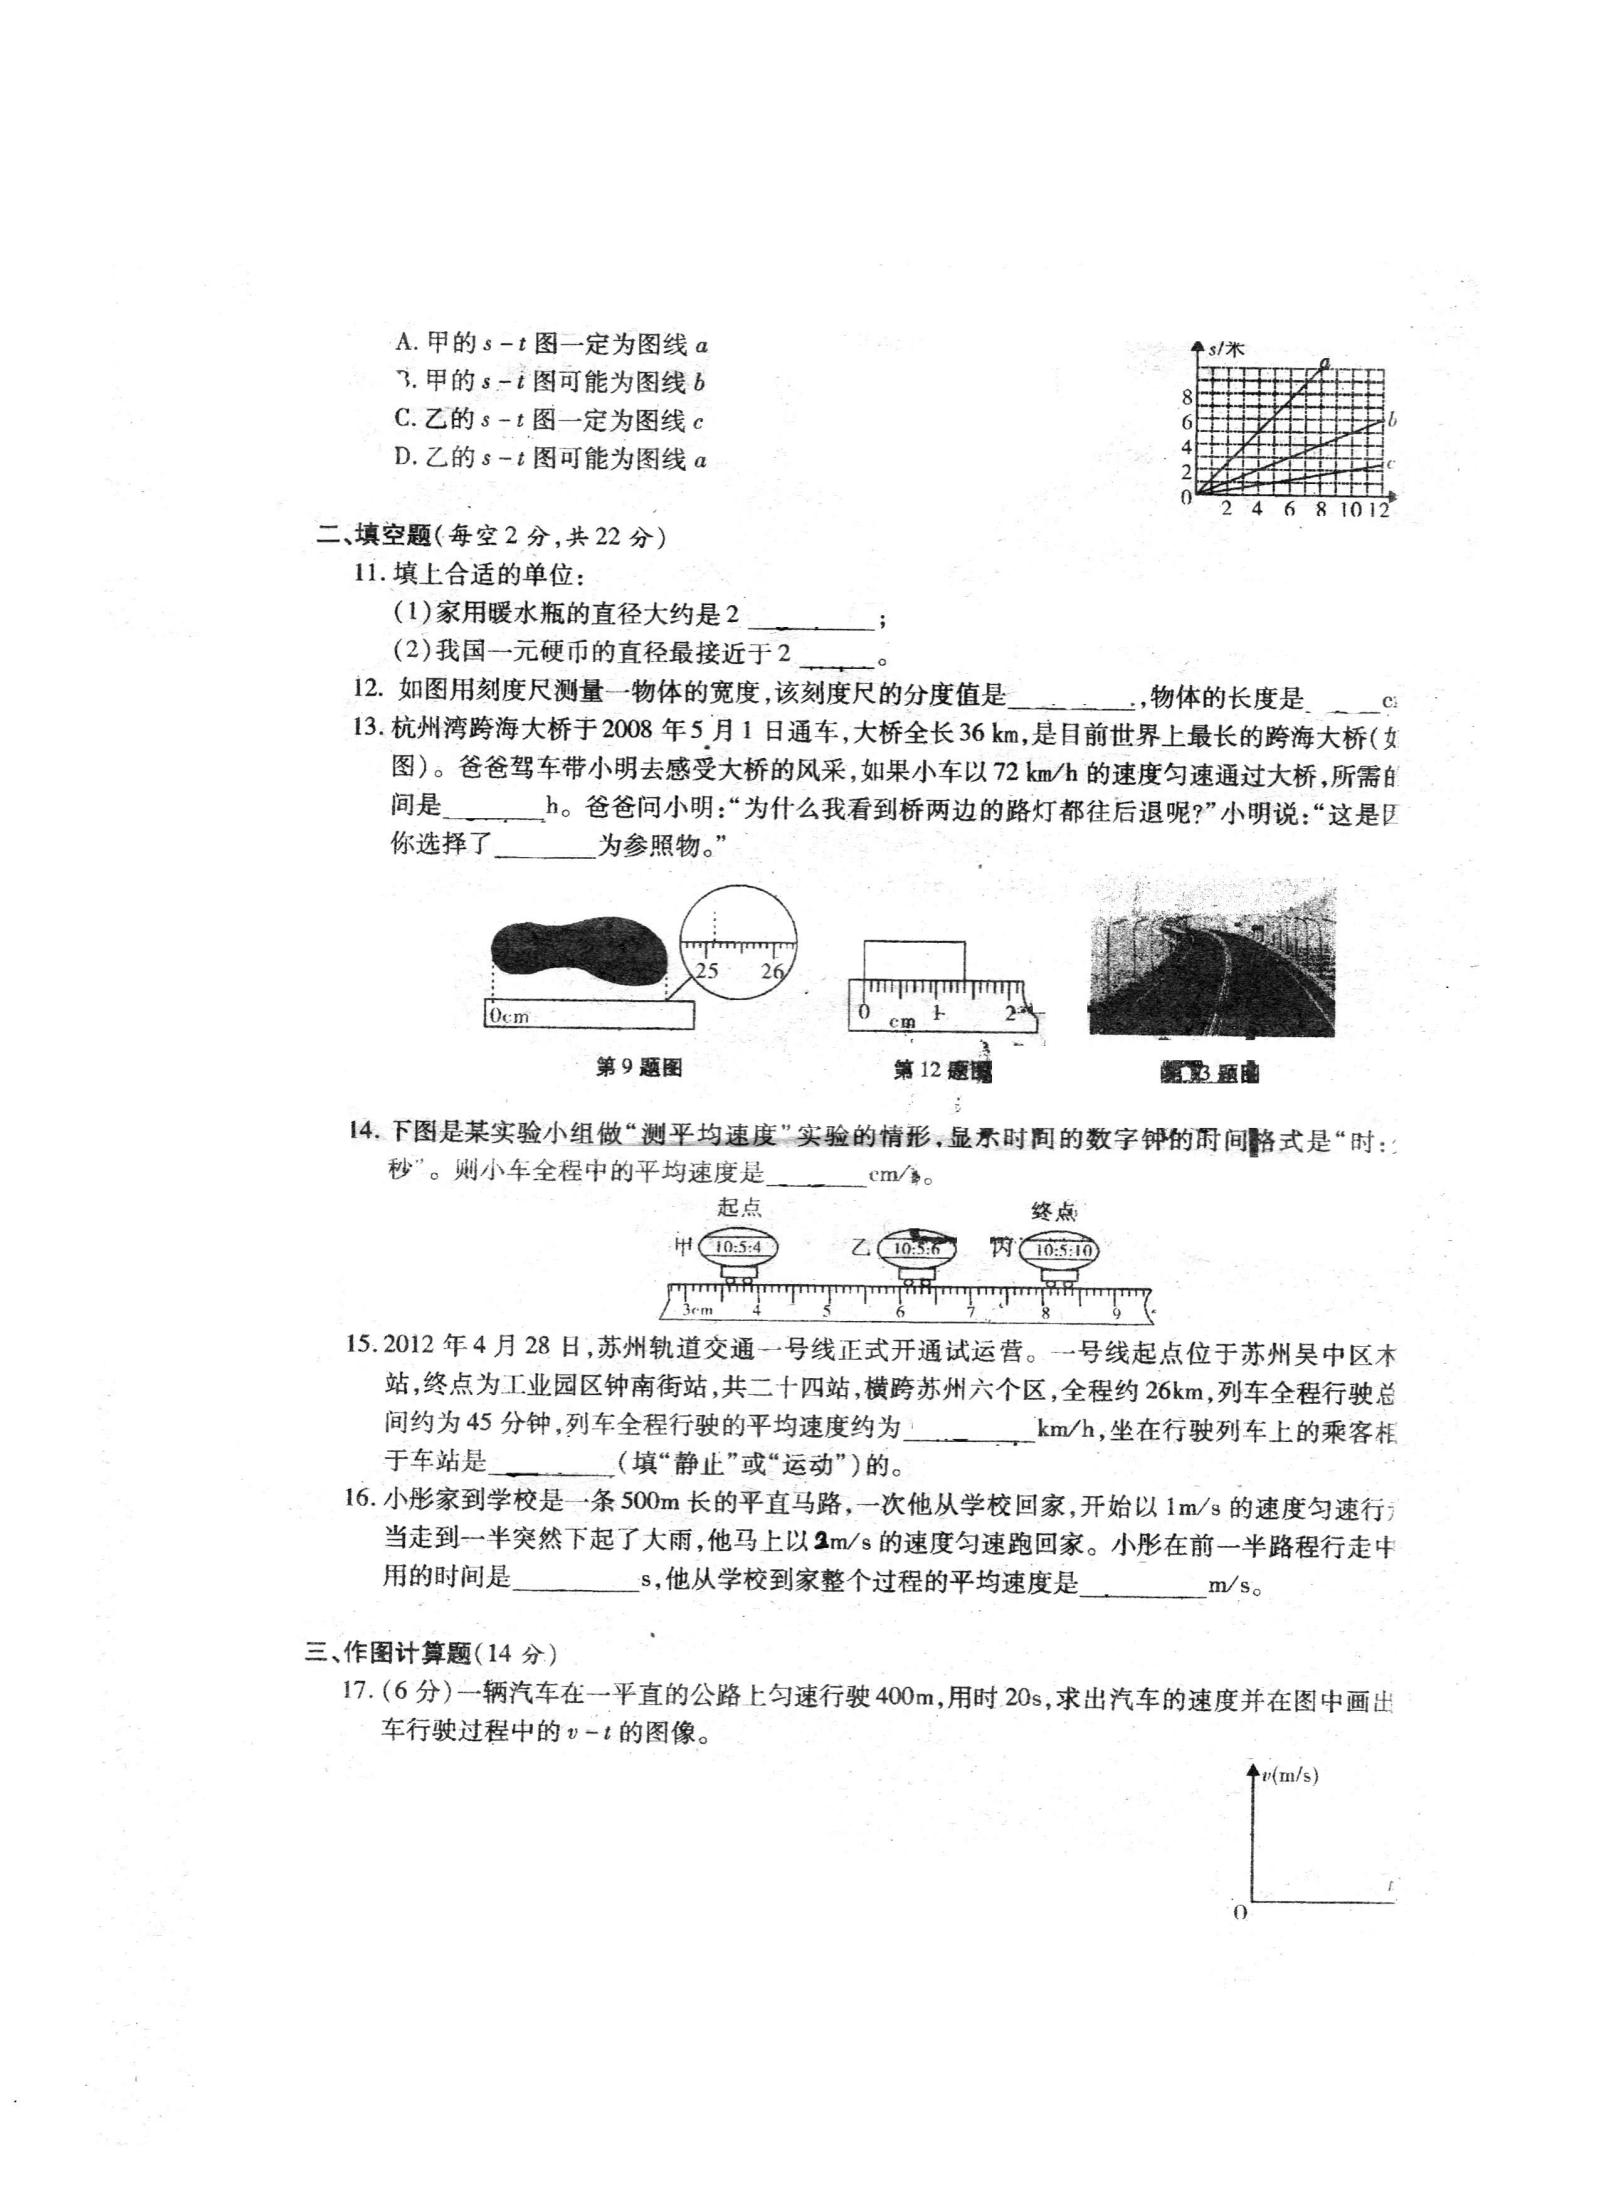 A. 甲的 s－t 图一定为图线 a
. 甲的 s－t 图可能为图线 b
C. 乙的 s－t 图一定为图线 c
D. 乙的 s－t 图可能为图线 a
s/米
a
8
6
b
4
c
2
0
2 4 6 8 10 12
二、填空题(每空 2 分,共 22 分)
11. 填上合适的单位:
(1)家用暖水瓶的直径大约是 2 ______;
(2)我国一元硬币的直径最接近于 2 ______。
12. 如图用刻度尺测量一物体的宽度,该刻度尺的分度值是______,物体的长度是______
13. 杭州湾跨海大桥于 2008 年 5 月 1 日通车,大桥全长 36 km,是目前世界上最长的跨海大桥(如
图)。爸爸驾车带小明去感受大桥的风采,如果小车以 72 km/h 的速度匀速通过大桥,所需
间是______h。爸爸问小明:“为什么我看到桥两边的路灯都往后退呢?”小明说:“这是因
你选择了______为参照物。”
25 26
0cm
0 cm 1 2
第 9 题图
第 12 题图
题图
14. 下图是某实验小组做“测平均速度”实验的情形,显示时间的数字钟的时间格式是“时:
秒”。则小车全程中的平均速度是______cm/
起点 终点
甲 10:5:4 乙 10:5:6 丙 10:5:10
3cm 4 5 6 7 8 9
15. 2012 年 4 月 28 日,苏州轨道交通一号线正式开通试运营。一号线起点位于苏州吴中区木
站,终点为工业园区钟南街站,共二十四站,横跨苏州六个区,全程约 26km,列车全程行驶总
间约为 45 分钟,列车全程行驶的平均速度约为______km/h,坐在行驶列车上的乘客相
于车站是______(填“静止”或“运动”)的。
16. 小彤家到学校是一条 500m 长的平直马路,一次他从学校回家,开始以 1m/s 的速度匀速行
当走到一半突然下起了大雨,他马上以 2m/s 的速度匀速跑回家。小彤在前一半路程行走中
用的时间是______s,他从学校到家整个过程的平均速度是______m/s。
三、作图计算题(14 分)
17. (6 分)一辆汽车在一平直的公路上匀速行驶 400m,用时 20s,求出汽车的速度并在图中画出
车行驶过程中的 v－t 的图像。
v(m/s)
t
O